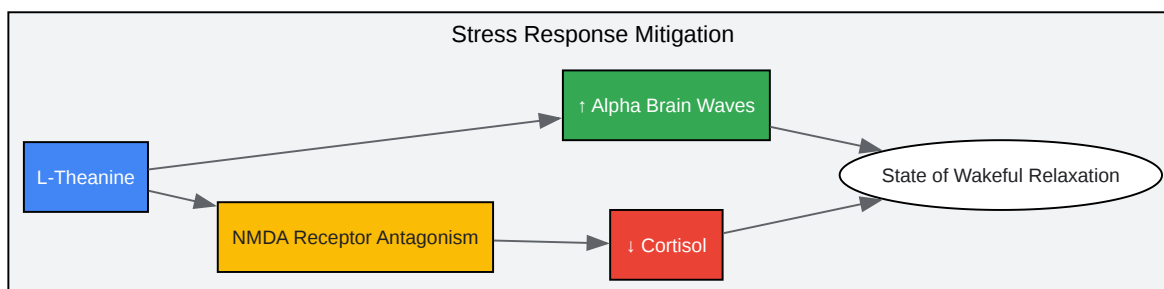 Stress Response Mitigation
↑ Alpha Brain Waves
L-Theanine
State of Wakeful Relaxation
NMDA Receptor Antagonism
↓ Cortisol